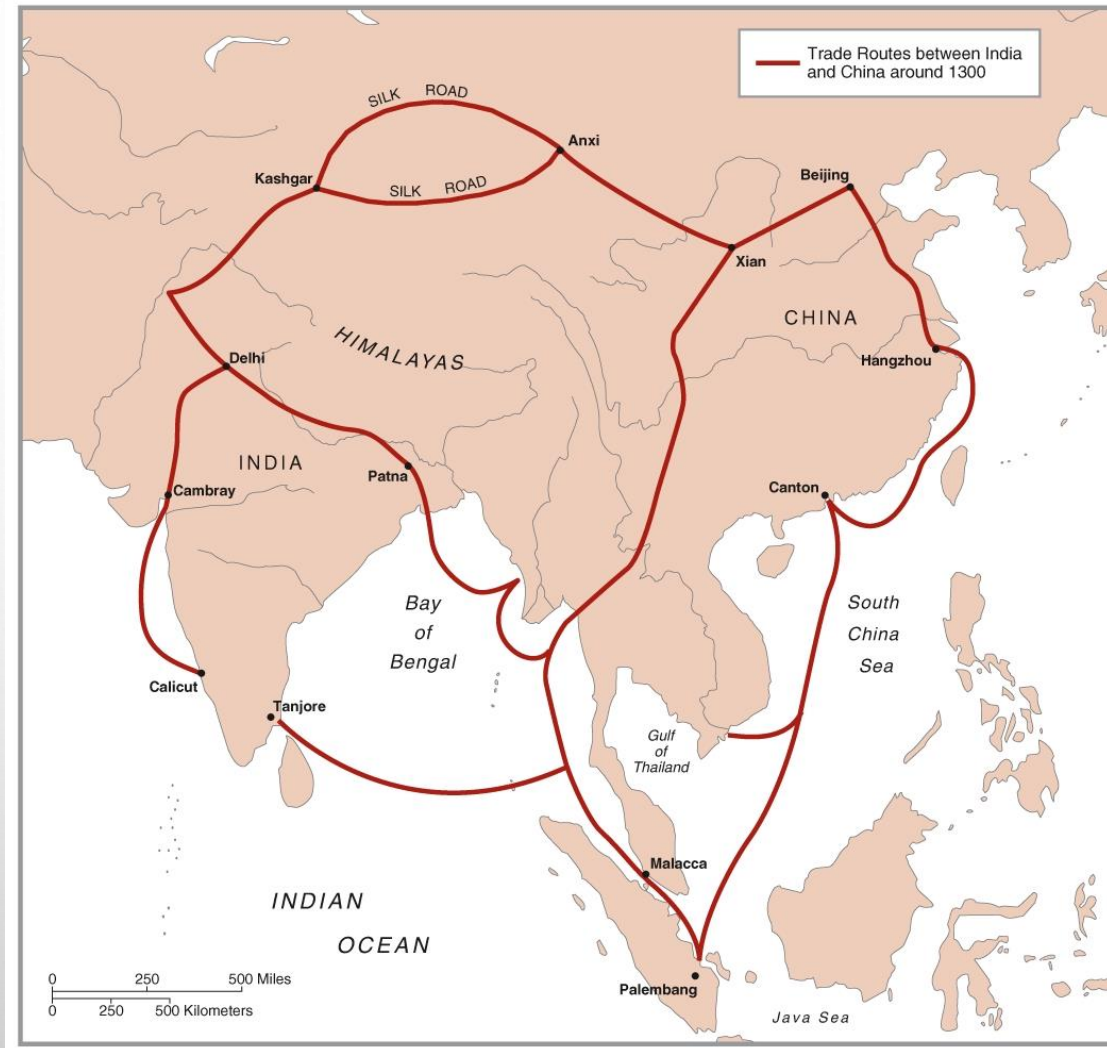 Trade Routes between India
and China around 1300
SILK ROAD
Anxi
Kashgar
SILK ROAD
Beijing
Xian
CHINA
HIMALAYAS
Hangzhou
Delhi
INDIA
Patna
Cambray
Canton
Bay
of
Bengal
South
China
Sea
Calicut
Tanjore
Gulf
of
Thailand
Malacca
INDIAN
OCEAN
0 250 500 Miles
0 250 500 Kilometers
Palembang
Java Sea